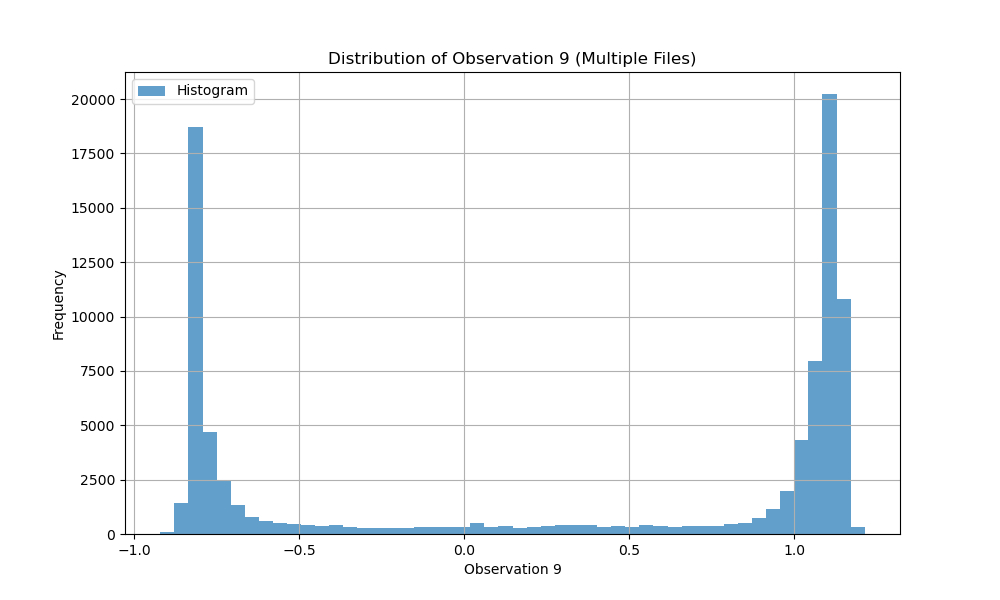 Distribution of Observation 9 (Multiple Files)
Histogram
20000
17500
15000
12500
10000
7500
5000
2500
0
Frequency
−1.0 −0.5 0.0 0.5 1.0
Observation 9